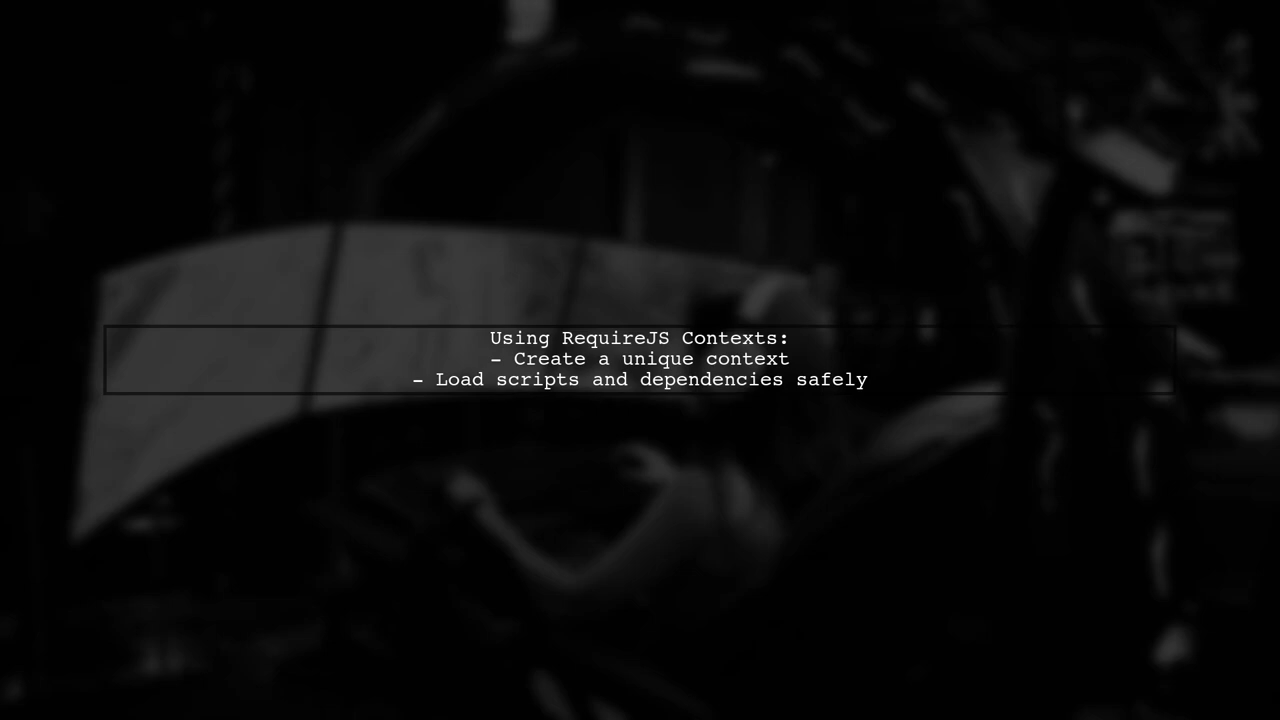 Using RequireJS Contexts:
- Create a unique context
- Load scripts and dependencies safely